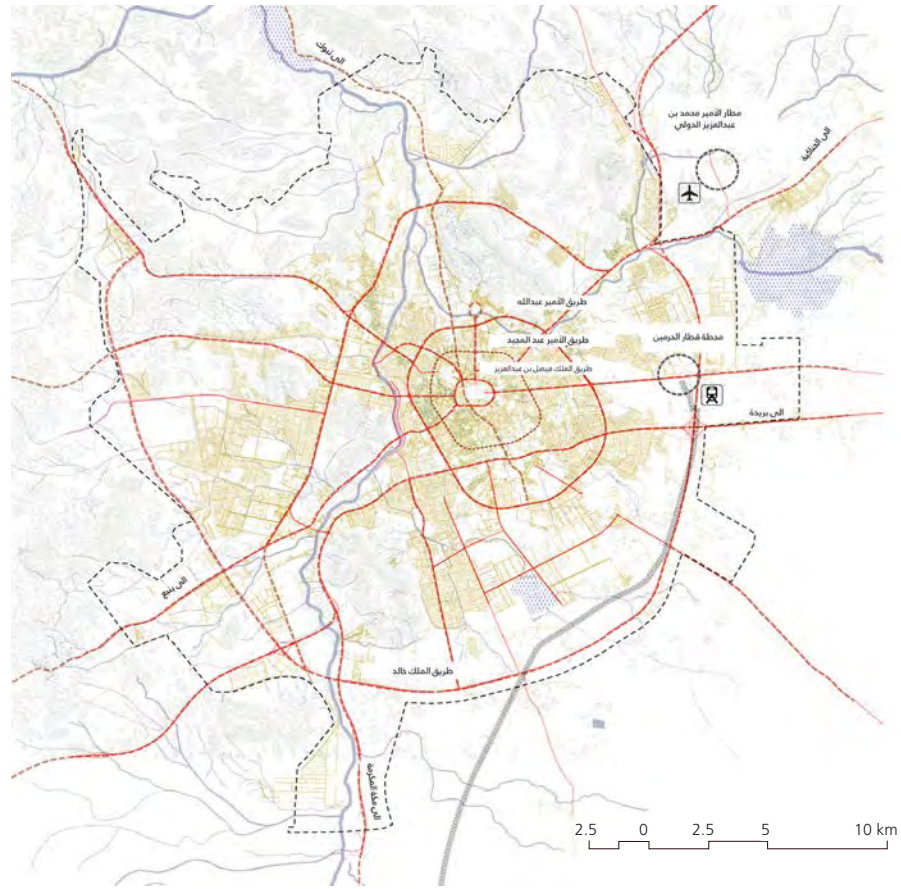 الى تبوك
مطار الأمير محمد بن
عبدالعزيز الدولي
الى الحناكية
طريق الأمير عبدالله
طريق الأمير عبد المجيد
محطة قطار الحرمين
طريق الملك فيصل بن عبدالعزيز
الى بريدة
الى ينبع
طريق الملك خالد
الى مكة المكرمة
2.5 0 2.5 5 10 km